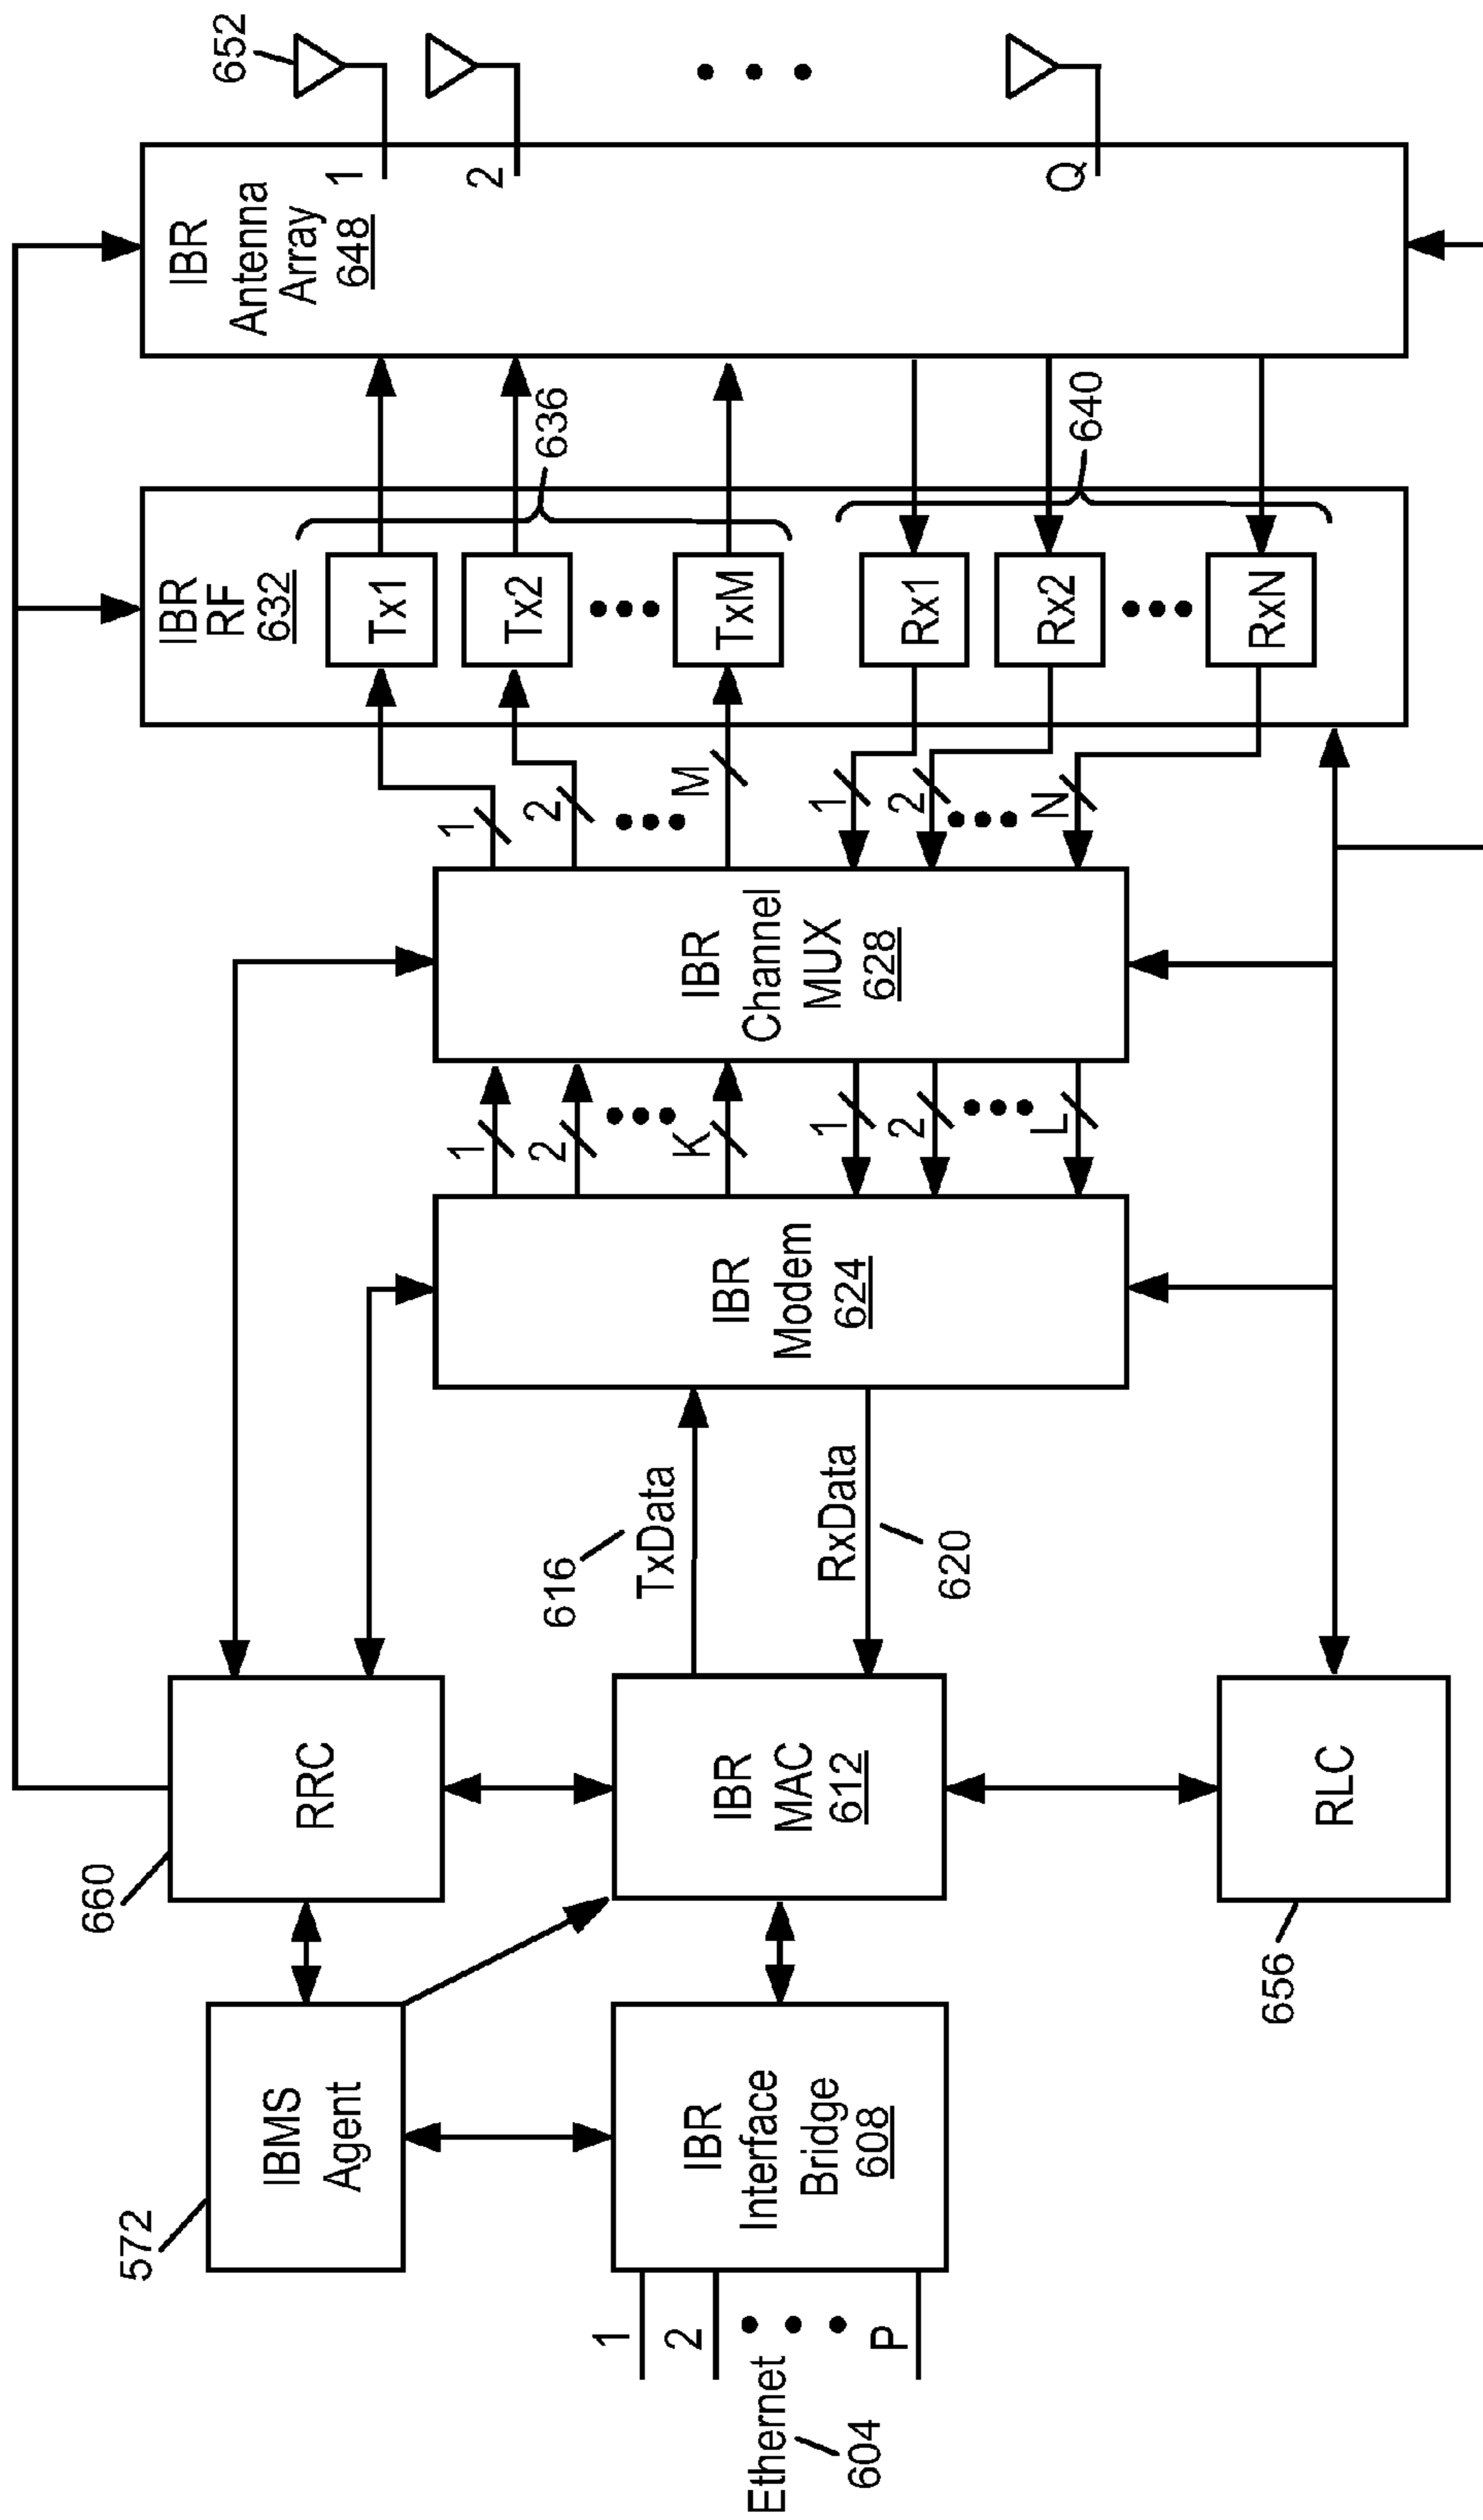 572
IBMS
Agent
660
RRC
Ethernet
604
1
2
P
IBR
Interface
Bridge
608
IBR
MAC
612
656
RLC
616
TxData
RxData
620
IBR
Modem
624
1
2
K
1
2
L
IBR
Channel
MUX
628
1
2
M
1
2
N
IBR
RF
632
Tx1
Tx2
TxM
Rx1
Rx2
RxN
636
640
IBR
Antenna
Array
648
1
2
Q
652